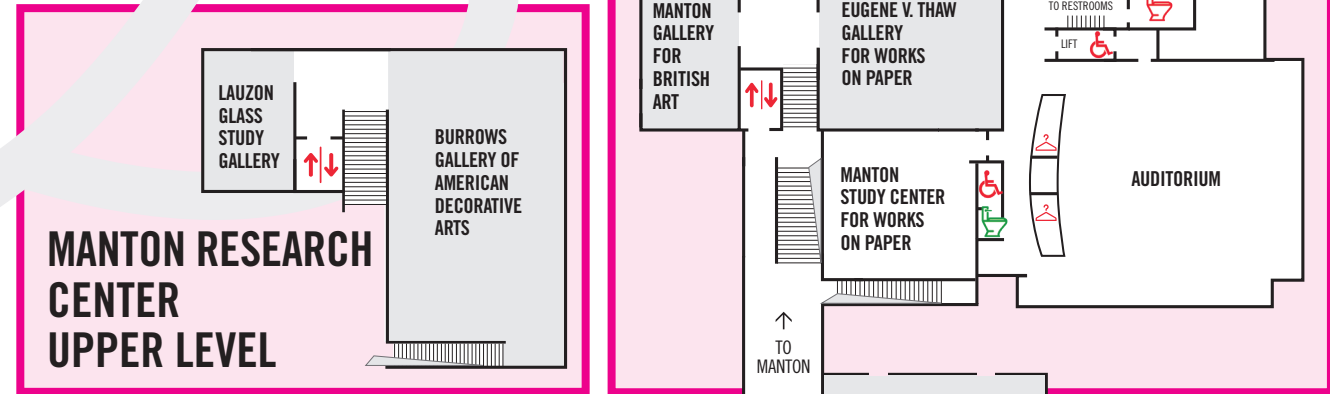 LAUZON
GLASS
STUDY
GALLERY
BURROWS
GALLERY OF
AMERICAN
DECORATIVE
ARTS
MANTON RESEARCH
CENTER
UPPER LEVEL
MANTON
GALLERY
FOR
BRITISH
ART
EUGENE V. THAW
GALLERY
FOR WORKS
ON PAPER
TO RESTROOMS
LIFT
MANTON
STUDY CENTER
FOR WORKS
ON PAPER
AUDITORIUM
TO
MANTON